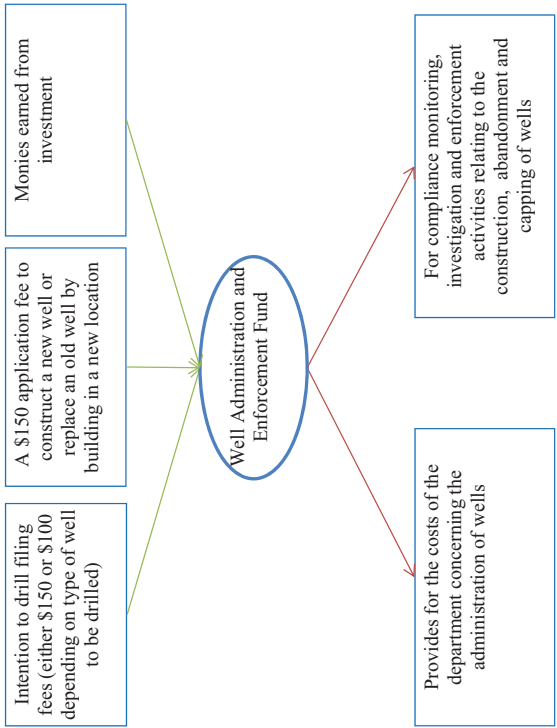 Intention to drill filing
fees (either $150 or $100
depending on type of well
to be drilled)
A $150 application fee to
construct a new well or
replace an old well by
building in a new location
Monies earned from
investment
Well Administration and
Enforcement Fund
Provides for the costs of the
department concerning the
administration of wells
For compliance monitoring,
investigation and enforcement
activities relating to the
construction, abandonment and
capping of wells